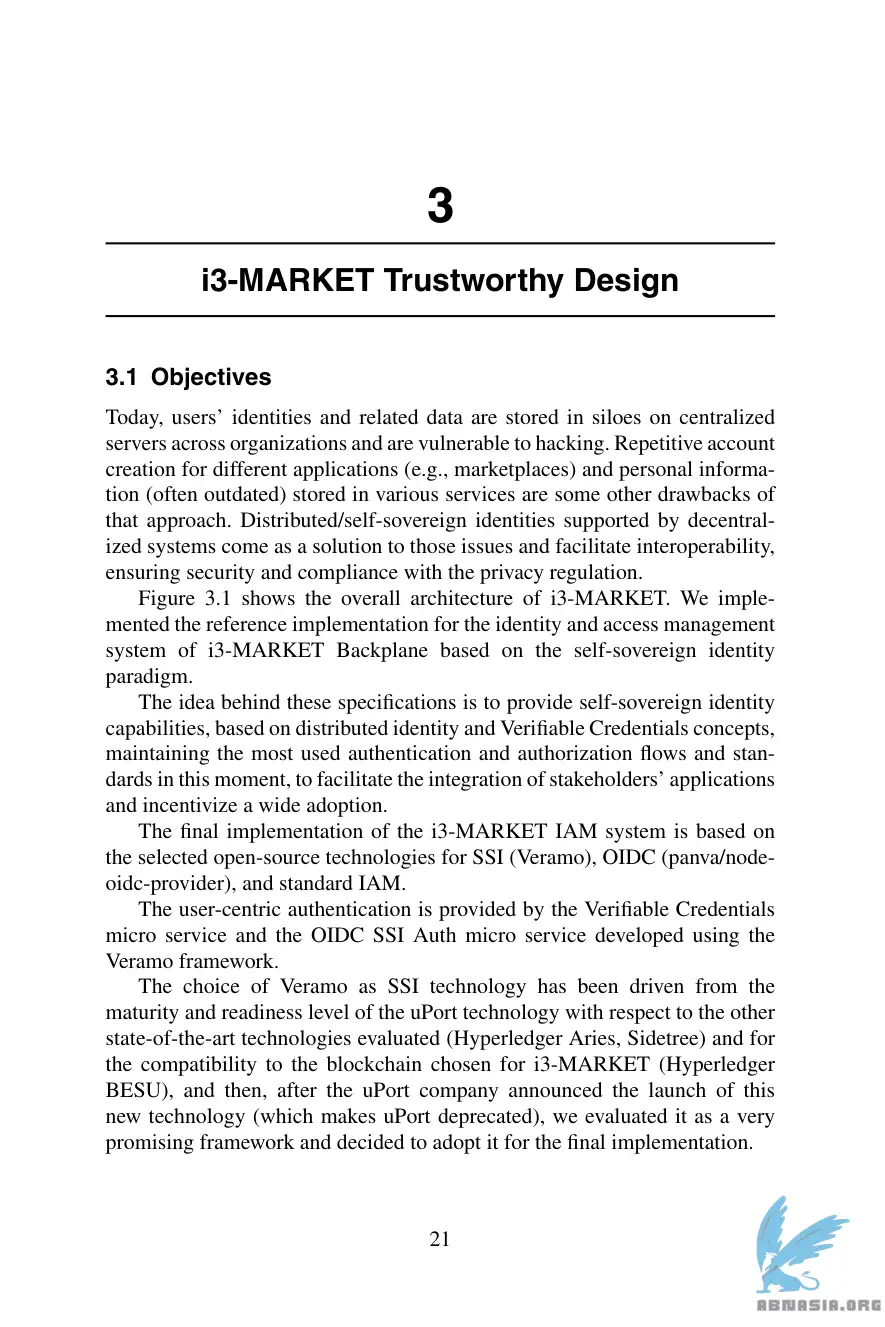 3
i3-MARKET Trustworthy Design
3.1 Objectives
Today, users’ identities and related data are stored in siloes on centralized
servers across organizations and are vulnerable to hacking. Repetitive account
creation for different applications (e.g., marketplaces) and personal informa-
tion (often outdated) stored in various services are some other drawbacks of
that approach. Distributed/self-sovereign identities supported by decentral-
ized systems come as a solution to those issues and facilitate interoperability,
ensuring security and compliance with the privacy regulation.
Figure 3.1 shows the overall architecture of i3-MARKET. We imple-
mented the reference implementation for the identity and access management
system of i3-MARKET Backplane based on the self-sovereign identity
paradigm.
The idea behind these specifications is to provide self-sovereign identity
capabilities, based on distributed identity and Verifiable Credentials concepts,
maintaining the most used authentication and authorization flows and stan-
dards in this moment, to facilitate the integration of stakeholders’ applications
and incentivize a wide adoption.
The final implementation of the i3-MARKET IAM system is based on
the selected open-source technologies for SSI (Veramo), OIDC (panva/node-
oidc-provider), and standard IAM.
The user-centric authentication is provided by the Verifiable Credentials
micro service and the OIDC SSI Auth micro service developed using the
Veramo framework.
The choice of Veramo as SSI technology has been driven from the
maturity and readiness level of the uPort technology with respect to the other
state-of-the-art technologies evaluated (Hyperledger Aries, Sidetree) and for
the compatibility to the blockchain chosen for i3-MARKET (Hyperledger
BESU), and then, after the uPort company announced the launch of this
new technology (which makes uPort deprecated), we evaluated it as a very
promising framework and decided to adopt it for the final implementation.
21
ABNASIA.ORG